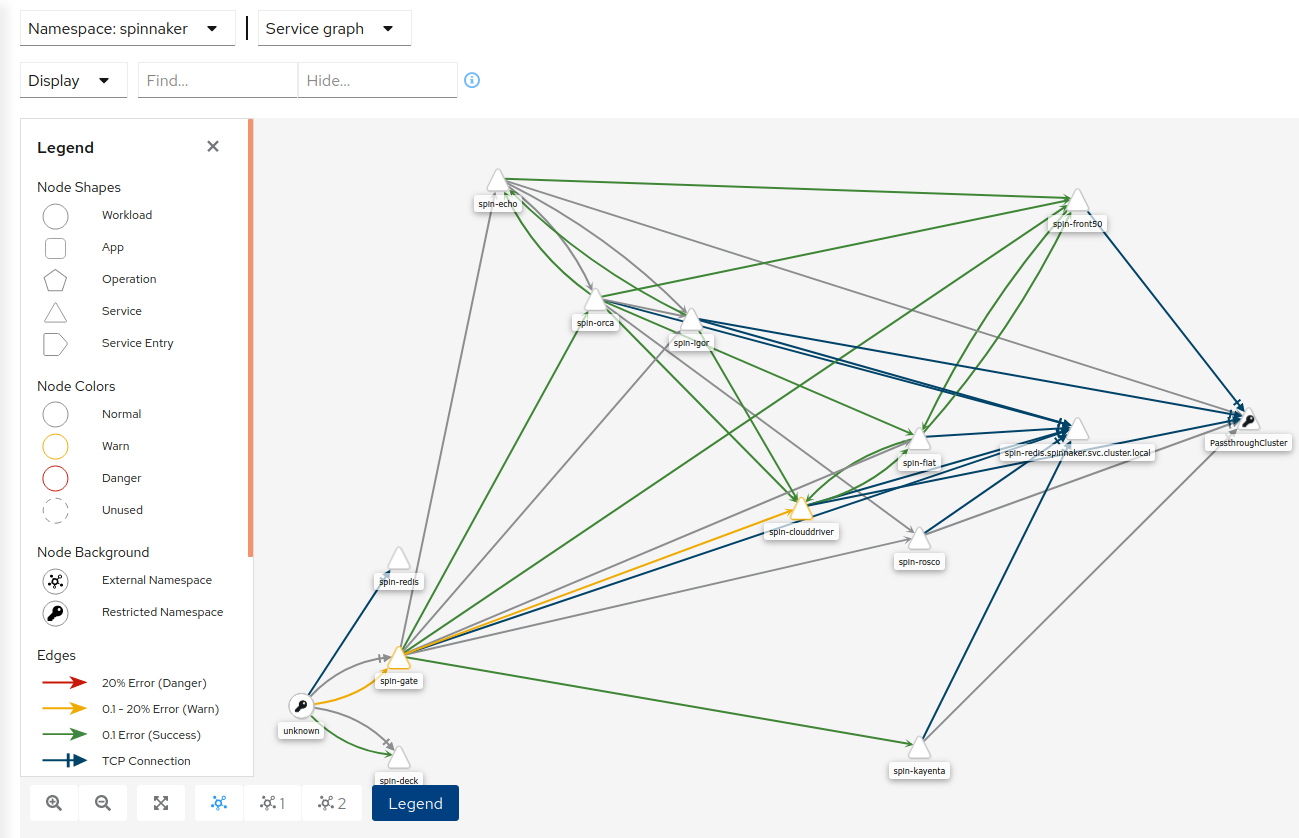 Namespace: spinnaker
Service graph
Display
Find...
Hide...
Legend
Node Shapes
Workload
App
Operation
Service
Service Entry
Node Colors
Normal
Warn
Danger
Unused
Node Background
External Namespace
Restricted Namespace
Edges
20% Error (Danger)
0.1 - 20% Error (Warn)
0.1 Error (Success)
TCP Connection
spin-echo
spin-front50
spin-orca
spin-igor
PassthroughCluster
spin-redis.spinnaker.svc.cluster.local
spin-fiat
spin-clouddriver
spin-rosco
spin-redis
spin-gate
unknown
spin-kayenta
spin-deck
1
2
Legend